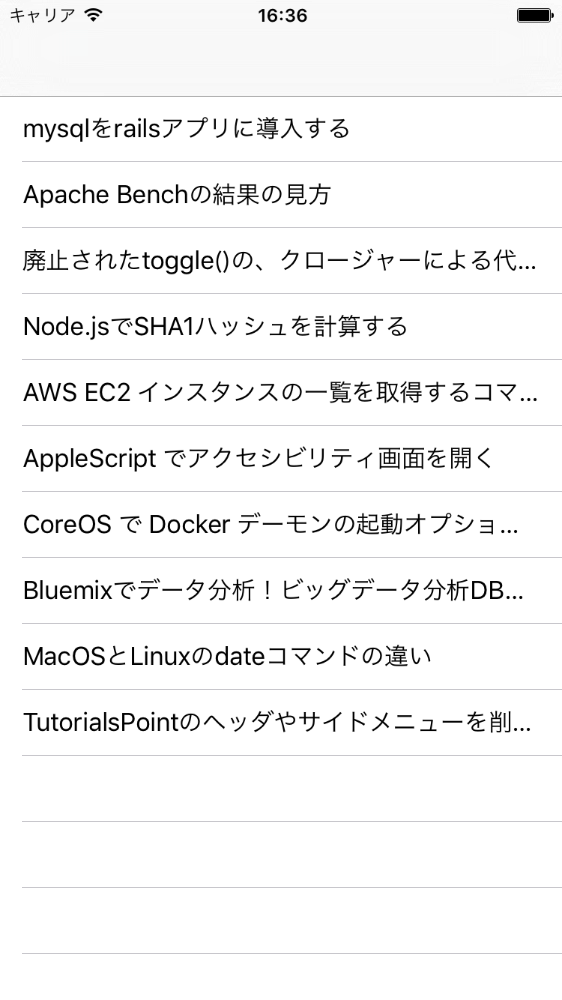 キャリア 16:36
mysqlをrailsアプリに導入する
Apache Benchの結果の見方
廃止されたtoggle()の、クロージャーによる代...
Node.jsでSHA1ハッシュを計算する
AWS EC2 インスタンスの一覧を取得するコマ...
AppleScript でアクセシビリティ画面を開く
CoreOS で Docker デーモンの起動オプショ...
Bluemixでデータ分析！ビッグデータ分析DB...
MacOSとLinuxのdateコマンドの違い
TutorialsPointのヘッダやサイドメニューを削...